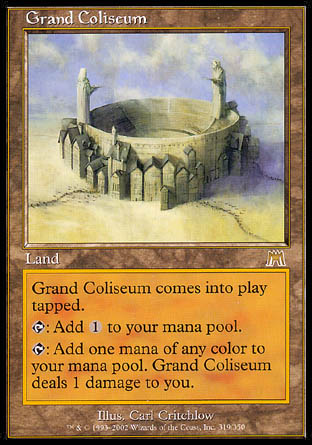 Grand Coliseum
Land
Grand Coliseum comes into play
tapped.
: Add 1 to your mana pool.
: Add one mana of any color to
your mana pool. Grand Coliseum
deals 1 damage to you.
Illus. Carl Critchlow
™ & © 1993-2002 Wizards of the Coast, Inc. 319/350